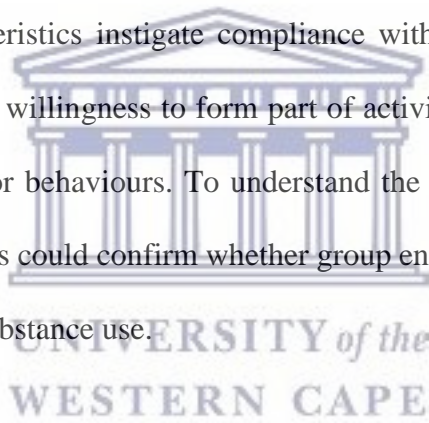 eristics instigate compliance with
willingness to form part of activi
or behaviours. To understand the
s could confirm whether group en
ubstance use.
UNIVERSITY of the
WESTERN CAPE